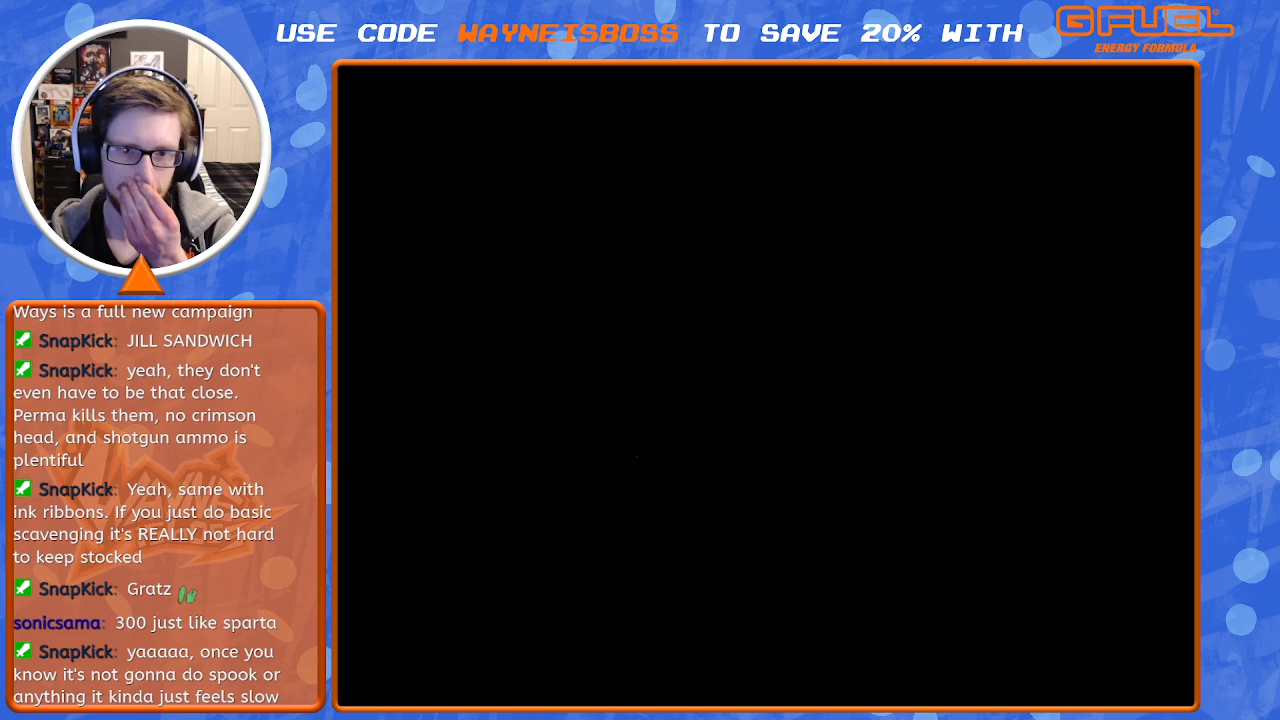 USE CODE WAYNEISBOSS TO SAVE 20% WITH
G FUEL
ENERGY FORMULA
Ways is a full new campaign
SnapKick: JILL SANDWICH
SnapKick: yeah, they don't
even have to be that close.
Perma kills them, no crimson
head, and shotgun ammo is
plentiful
SnapKick: Yeah, same with
ink ribbons. If you just do basic
scavenging it's REALLY not hard
to keep stocked
SnapKick: Gratz
sonicsama: 300 just like sparta
SnapKick: yaaaaa, once you
know it's not gonna do spook or
anything it kinda just feels slow